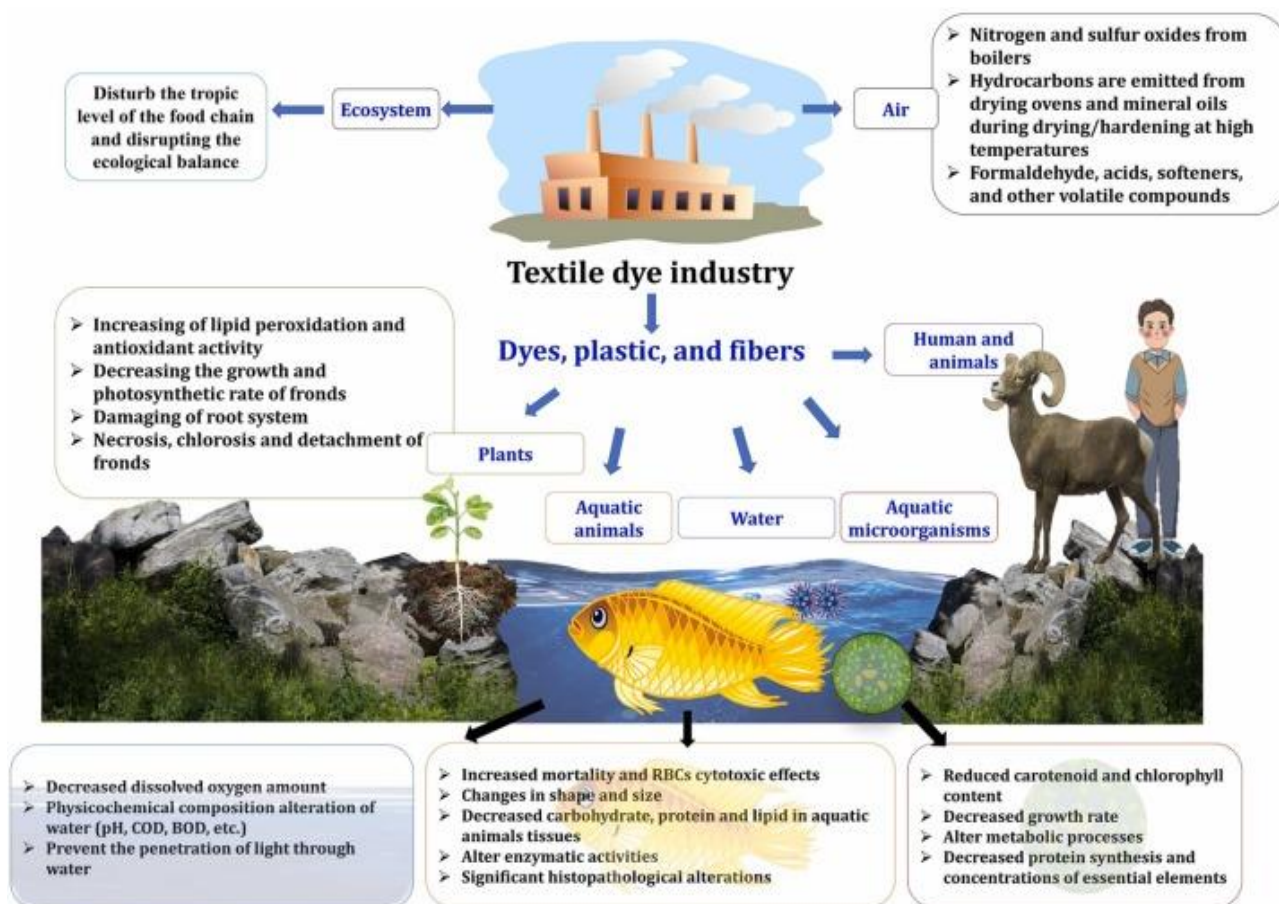 Disturb the tropic
level of the food chain
and disrupting the
ecological balance
Ecosystem
Air
➢ Nitrogen and sulfur oxides from
boilers
➢ Hydrocarbons are emitted from
drying ovens and mineral oils
during drying/hardening at high
temperatures
➢ Formaldehyde, acids, softeners,
and other volatile compounds
Textile dye industry
Dyes, plastic, and fibers
Human and
animals
➢ Increasing of lipid peroxidation and
antioxidant activity
➢ Decreasing the growth and
photosynthetic rate of fronds
➢ Damaging of root system
➢ Necrosis, chlorosis and detachment of
fronds
Plants
Aquatic
animals
Water
Aquatic
microorganisms
➢ Decreased dissolved oxygen amount
➢ Physicochemical composition alteration of
water (pH, COD, BOD, etc.)
➢ Prevent the penetration of light through
water
➢ Increased mortality and RBCs cytotoxic effects
➢ Changes in shape and size
➢ Decreased carbohydrate, protein and lipid in aquatic
animals tissues
➢ Alter enzymatic activities
➢ Significant histopathological alterations
➢ Reduced carotenoid and chlorophyll
content
➢ Decreased growth rate
➢ Alter metabolic processes
➢ Decreased protein synthesis and
concentrations of essential elements